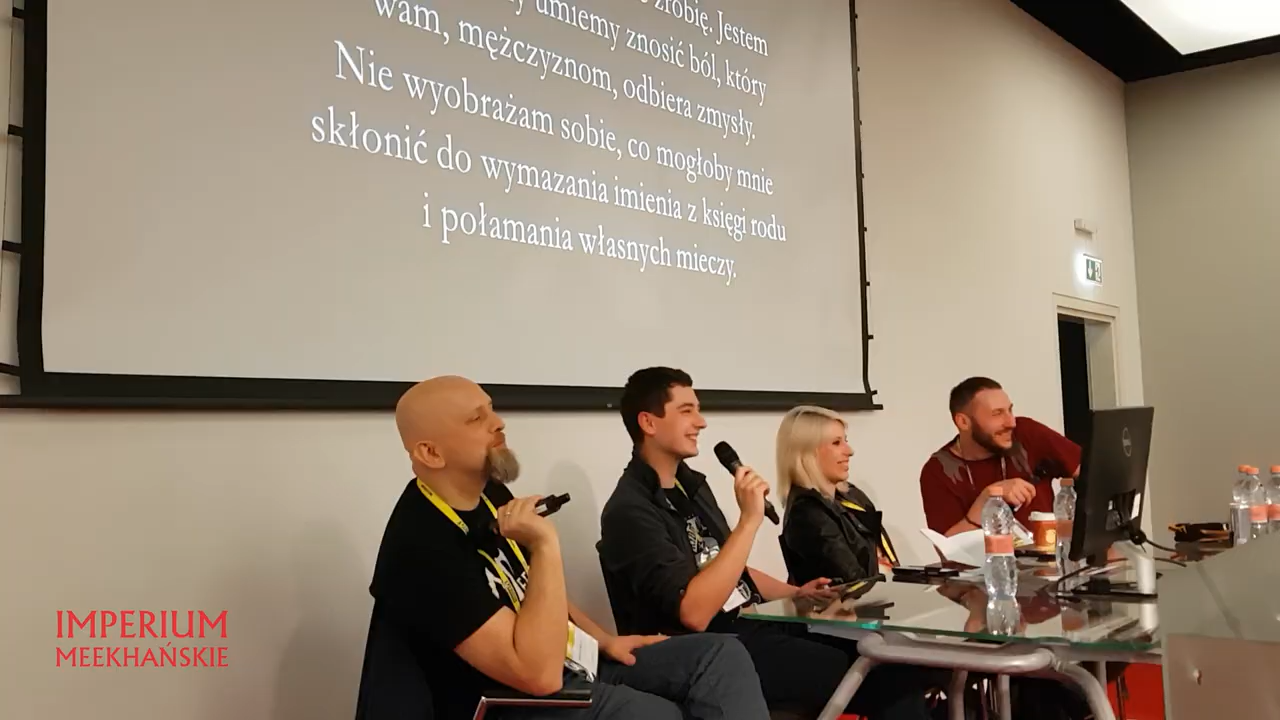 zrobię. Jestem
umiemy znosić ból, który
wam, mężczyznom, odbiera zmysły.
Nie wyobrażam sobie, co mogłoby mnie
skłonić do wymazania imienia z księgi rodu
i połamania własnych mieczy.
IMPERIUM
MEEKHAŃSKIE